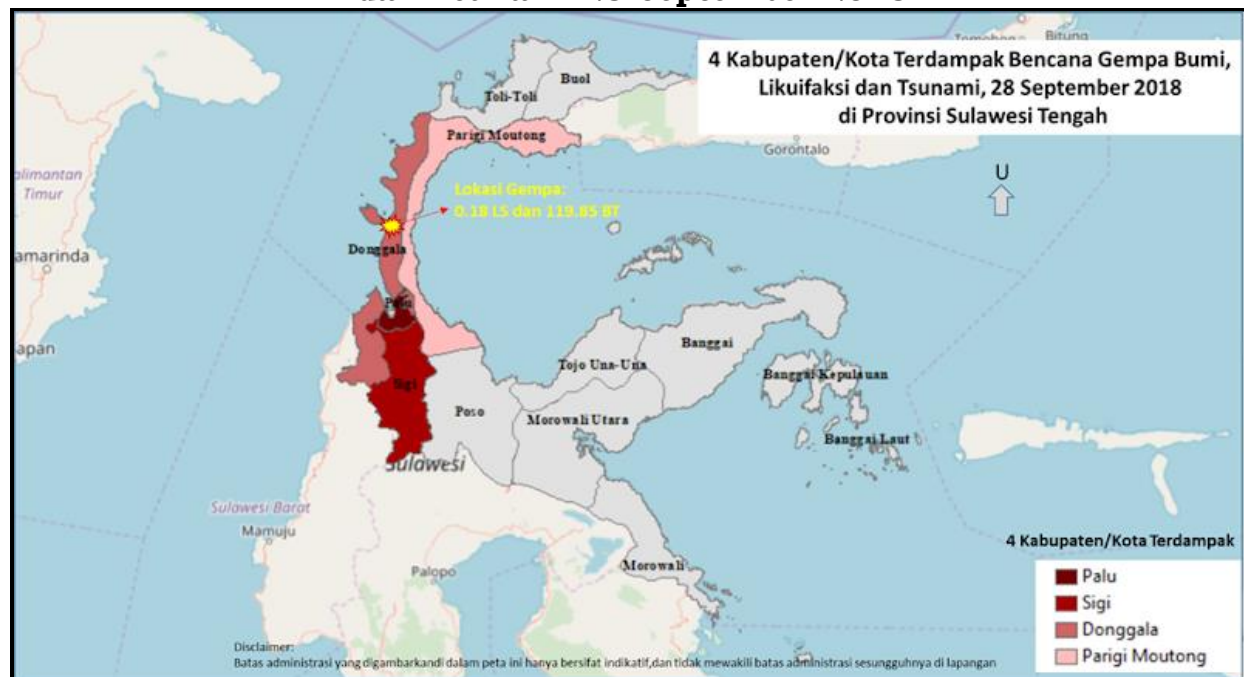 4 Kabupaten/Kota Terdampak Bencana Gempa Bumi,
Likuifaksi dan Tsunami, 28 September 2018
di Provinsi Sulawesi Tengah
Bitung
Buol
Toli-Toli
Parigi Moutong
Gorontalo
U
alimantan
Timur
Lokasi Gempa:
0.18 LS dan 119.85 BT
Donggala
amarinda
Palu
apan
Banggai
Tojo Una-Una
Banggai Kepulauan
Sigi
Poso
Morowali Utara
Banggai Laut
Sulawesi
Sulawesi Barat
Mamuju
4 Kabupaten/Kota Terdampak
Palopo
Morowali
Palu
Sigi
Donggala
Parigi Moutong
Disclaimer:
Batas administrasi yang digambarkandi dalam peta ini hanya bersifat indikatif,dan tidak mewakili batas administrasi sesungguhnya di lapangan